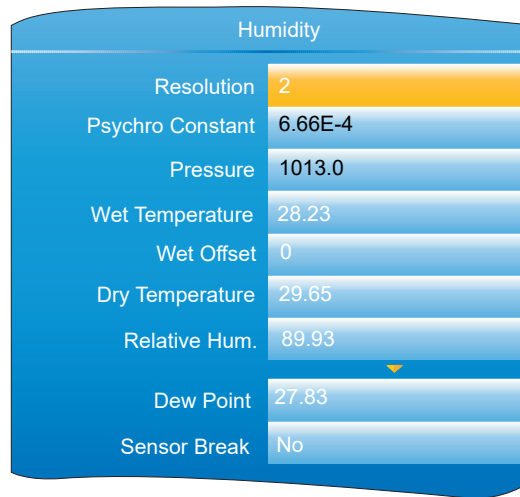 Humidity
Resolution 2
Psychro Constant 6.66E-4
Pressure 1013.0
Wet Temperature 28.23
Wet Offset 0
Dry Temperature 29.65
Relative Hum. 89.93
Dew Point 27.83
Sensor Break No